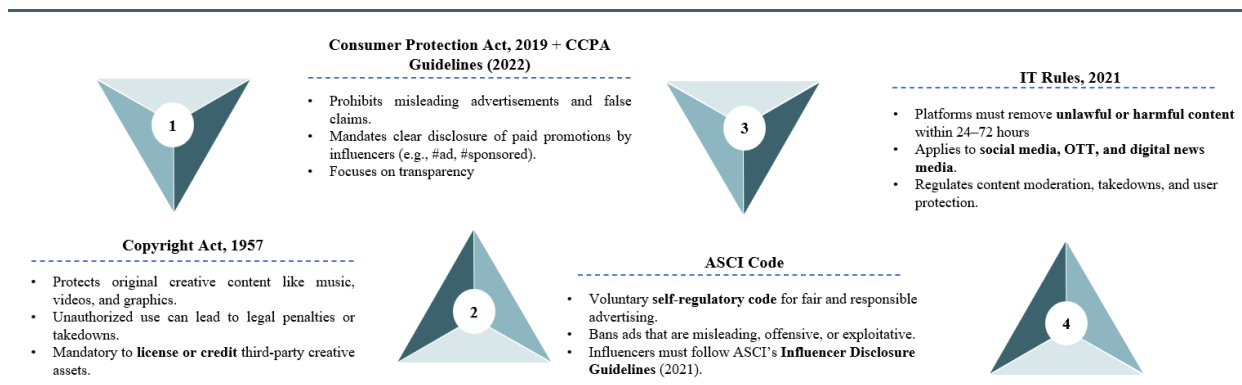 1
Copyright Act, 1957
• Protects original creative content like music,
videos, and graphics.
• Unauthorized use can lead to legal penalties or
takedowns.
• Mandatory to license or credit third-party creative
assets.
Consumer Protection Act, 2019 + CCPA
Guidelines (2022)
• Prohibits misleading advertisements and false
claims.
• Mandates clear disclosure of paid promotions by
influencers (e.g., #ad, #sponsored).
• Focuses on transparency
2
3
ASCI Code
• Voluntary self-regulatory code for fair and responsible
advertising.
• Bans ads that are misleading, offensive, or exploitative.
• Influencers must follow ASCI's Influencer Disclosure
Guidelines (2021).
IT Rules, 2021
• Platforms must remove unlawful or harmful content
within 24–72 hours
• Applies to social media, OTT, and digital news
media.
• Regulates content moderation, takedowns, and user
protection.
4